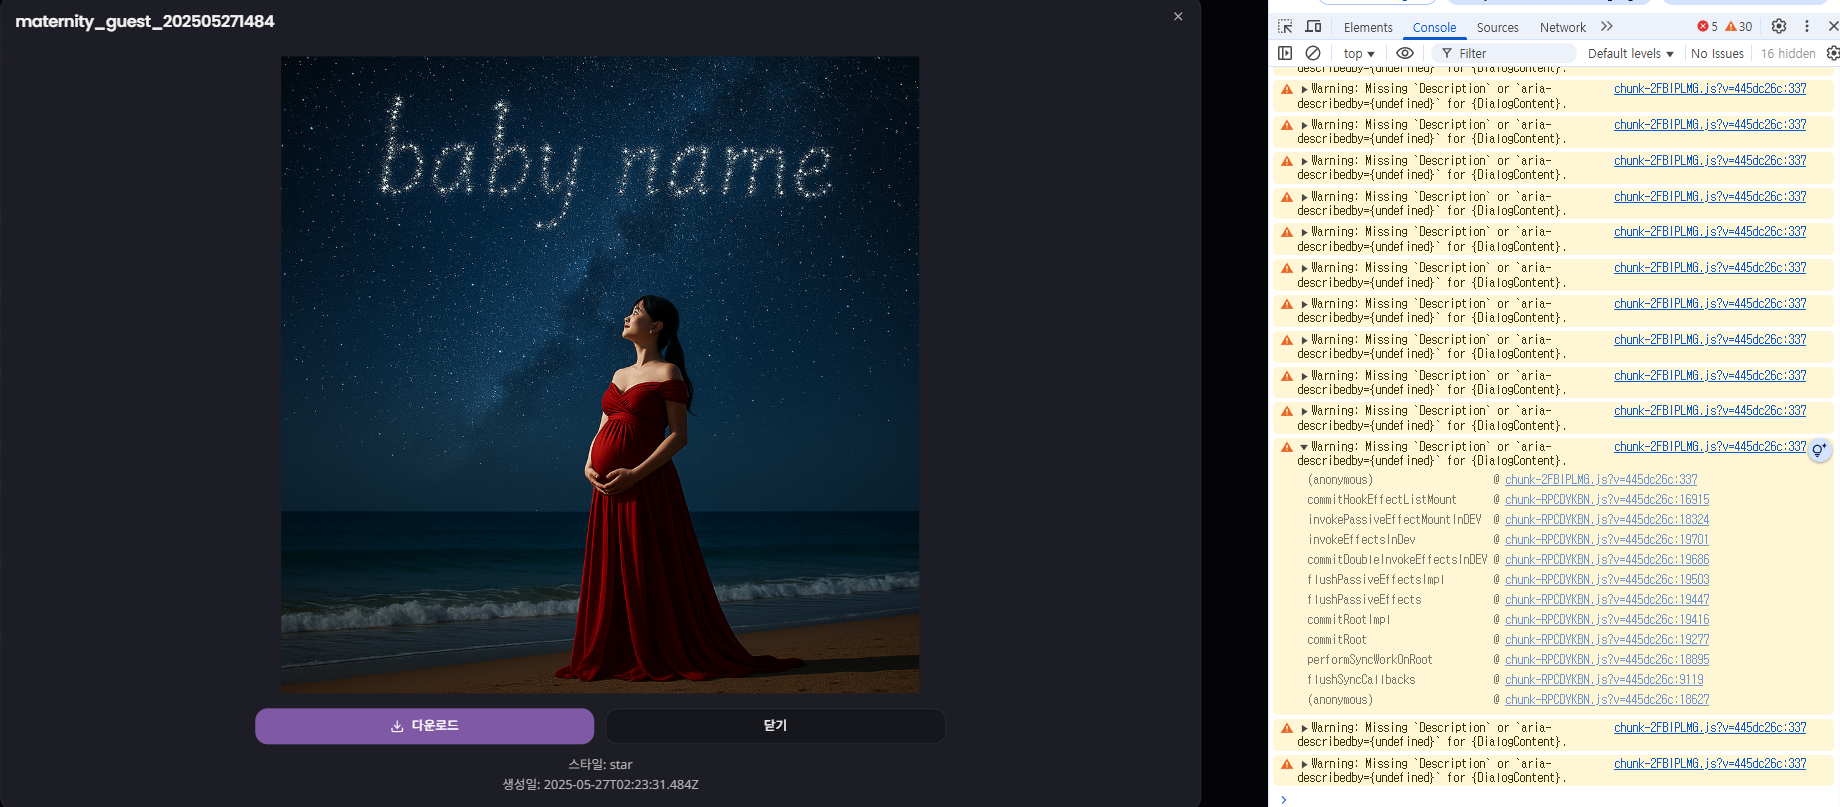 maternity_guest_202505271484
baby name
다운로드
닫기
스타일: star
생성일: 2025-05-27T02:23:31.484Z
Elements
Console
Sources
Network
5
30
top
Filter
Default levels
No Issues
16 hidden
describedby={undefined}` for {DialogContent}.
Warning: Missing `Description` or `aria- chunk-2FBIPLMG.js?v=445dc26c:337
describedby={undefined}` for {DialogContent}.
Warning: Missing `Description` or `aria- chunk-2FBIPLMG.js?v=445dc26c:337
describedby={undefined}` for {DialogContent}.
Warning: Missing `Description` or `aria- chunk-2FBIPLMG.js?v=445dc26c:337
describedby={undefined}` for {DialogContent}.
Warning: Missing `Description` or `aria- chunk-2FBIPLMG.js?v=445dc26c:337
describedby={undefined}` for {DialogContent}.
Warning: Missing `Description` or `aria- chunk-2FBIPLMG.js?v=445dc26c:337
describedby={undefined}` for {DialogContent}.
Warning: Missing `Description` or `aria- chunk-2FBIPLMG.js?v=445dc26c:337
describedby={undefined}` for {DialogContent}.
Warning: Missing `Description` or `aria- chunk-2FBIPLMG.js?v=445dc26c:337
describedby={undefined}` for {DialogContent}.
Warning: Missing `Description` or `aria- chunk-2FBIPLMG.js?v=445dc26c:337
describedby={undefined}` for {DialogContent}.
Warning: Missing `Description` or `aria- chunk-2FBIPLMG.js?v=445dc26c:337
describedby={undefined}` for {DialogContent}.
Warning: Missing `Description` or `aria- chunk-2FBIPLMG.js?v=445dc26c:337
describedby={undefined}` for {DialogContent}.
Warning: Missing `Description` or `aria- chunk-2FBIPLMG.js?v=445dc26c:337
describedby={undefined}` for {DialogContent}.
(anonymous) @ chunk-2FBIPLMG.js?v=445dc26c:337
commitHookEffectListMount @ chunk-RPCDYKBN.js?v=445dc26c:16915
invokePassiveEffectMountInDEV @ chunk-RPCDYKBN.js?v=445dc26c:18324
invokeEffectsInDev @ chunk-RPCDYKBN.js?v=445dc26c:19701
commitDoubleInvokeEffectsInDEV @ chunk-RPCDYKBN.js?v=445dc26c:19686
flushPassiveEffectsImpl @ chunk-RPCDYKBN.js?v=445dc26c:19503
flushPassiveEffects @ chunk-RPCDYKBN.js?v=445dc26c:19447
commitRootImpl @ chunk-RPCDYKBN.js?v=445dc26c:19416
commitRoot @ chunk-RPCDYKBN.js?v=445dc26c:19277
performSyncWorkOnRoot @ chunk-RPCDYKBN.js?v=445dc26c:18895
flushSyncCallbacks @ chunk-RPCDYKBN.js?v=445dc26c:9119
(anonymous) @ chunk-RPCDYKBN.js?v=445dc26c:18627
Warning: Missing `Description` or `aria- chunk-2FBIPLMG.js?v=445dc26c:337
describedby={undefined}` for {DialogContent}.
Warning: Missing `Description` or `aria- chunk-2FBIPLMG.js?v=445dc26c:337
describedby={undefined}` for {DialogContent}.